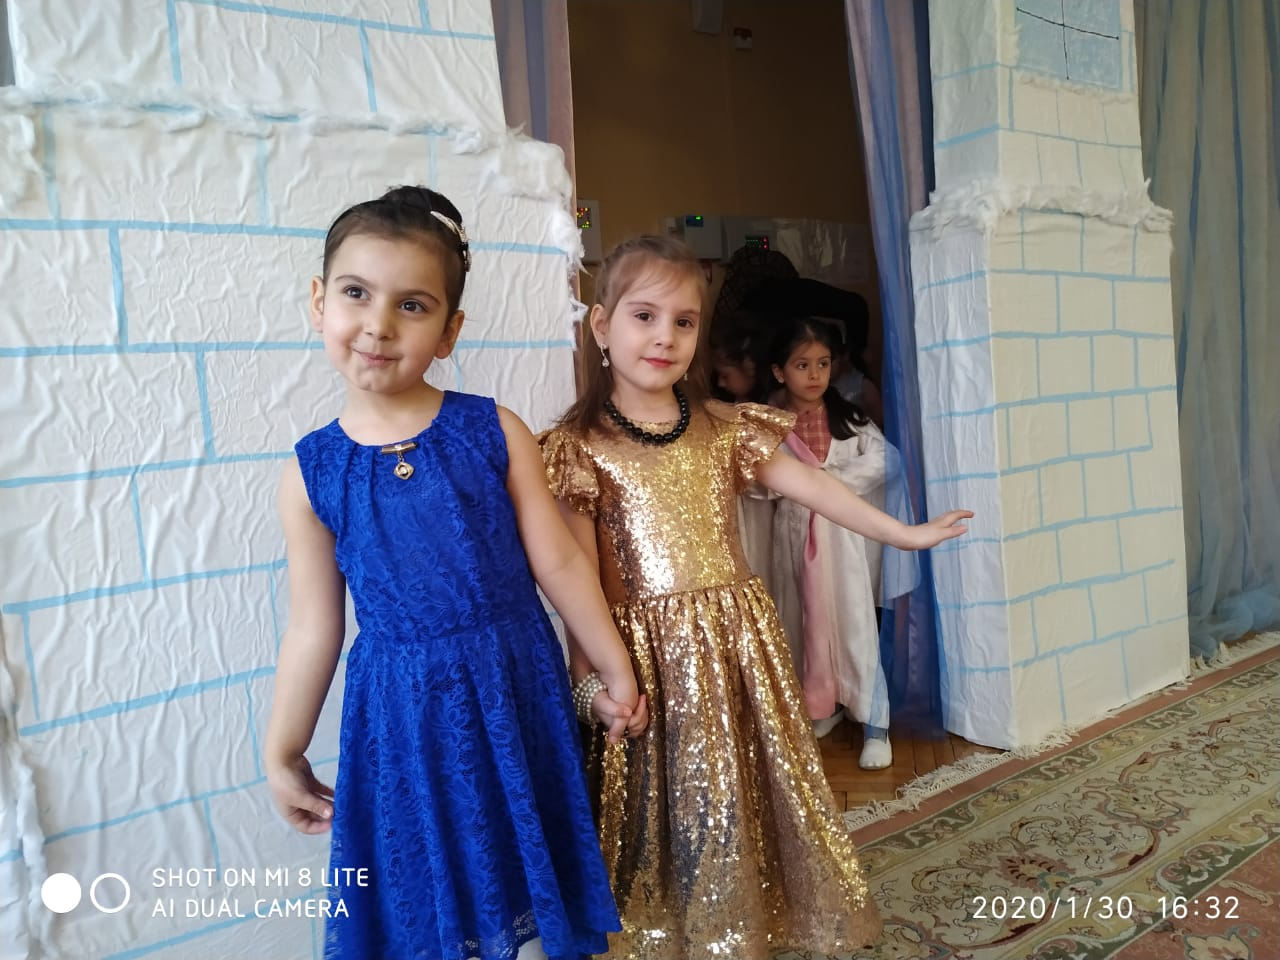 SHOT ON MI 8 LITE
AI DUAL CAMERA
2020/1/30 16:32